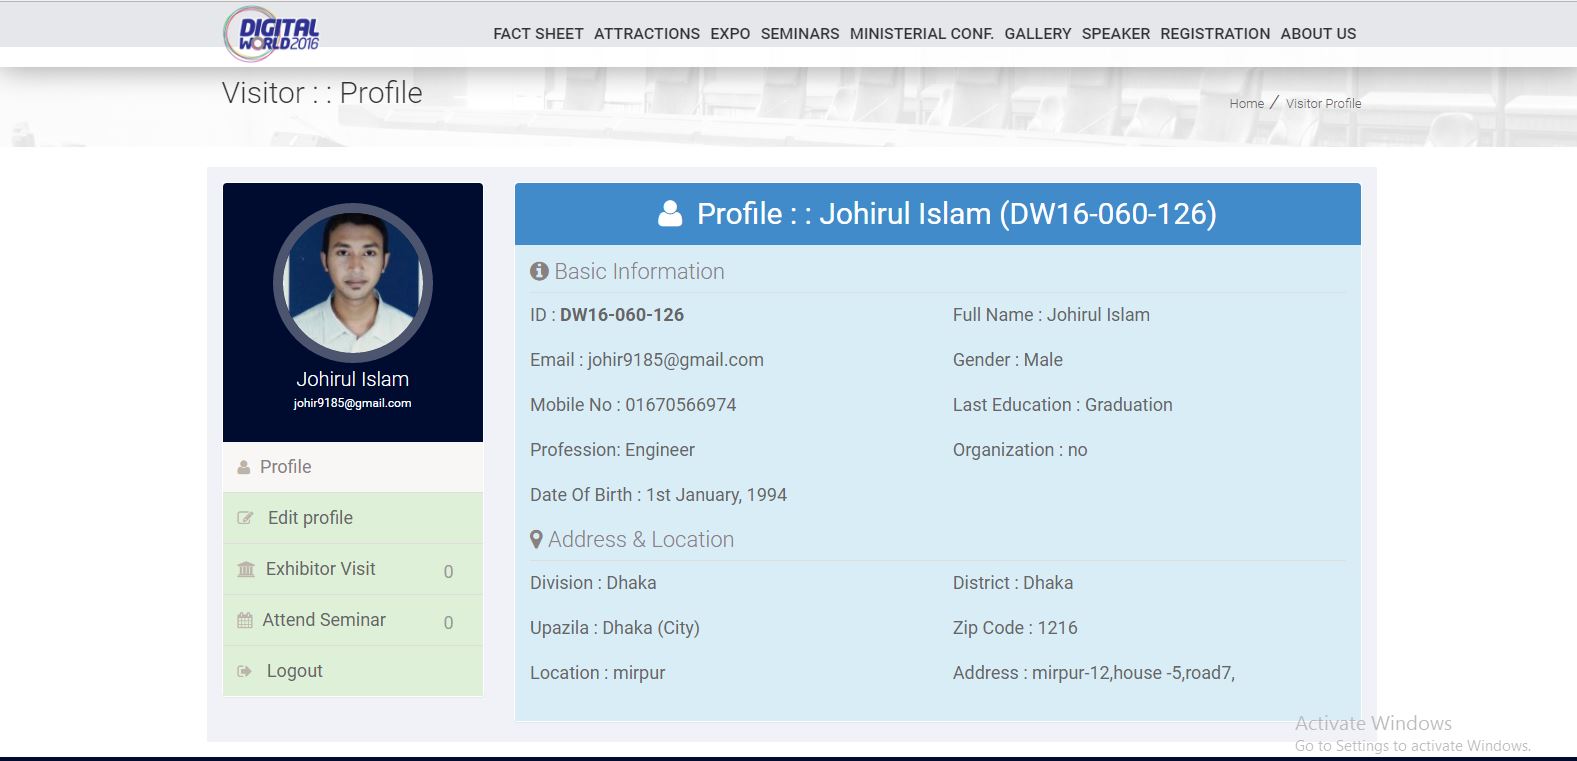 DIGITAL
WORLD2016
FACT SHEET ATTRACTIONS EXPO SEMINARS MINISTERIAL CONF. GALLERY SPEAKER REGISTRATION ABOUT US
Visitor : : Profile
Home / Visitor Profile
Johirul Islam
johir9185@gmail.com
Profile
Edit profile
Exhibitor Visit 0
Attend Seminar 0
Logout
Profile : : Johirul Islam (DW16-060-126)
Basic Information
ID : DW16-060-126 Full Name : Johirul Islam
Email : johir9185@gmail.com Gender : Male
Mobile No : 01670566974 Last Education : Graduation
Profession: Engineer Organization : no
Date Of Birth : 1st January, 1994
Address & Location
Division : Dhaka District : Dhaka
Upazila : Dhaka (City) Zip Code : 1216
Location : mirpur Address : mirpur-12,house -5,road7,
Activate Windows
Go to Settings to activate Windows.